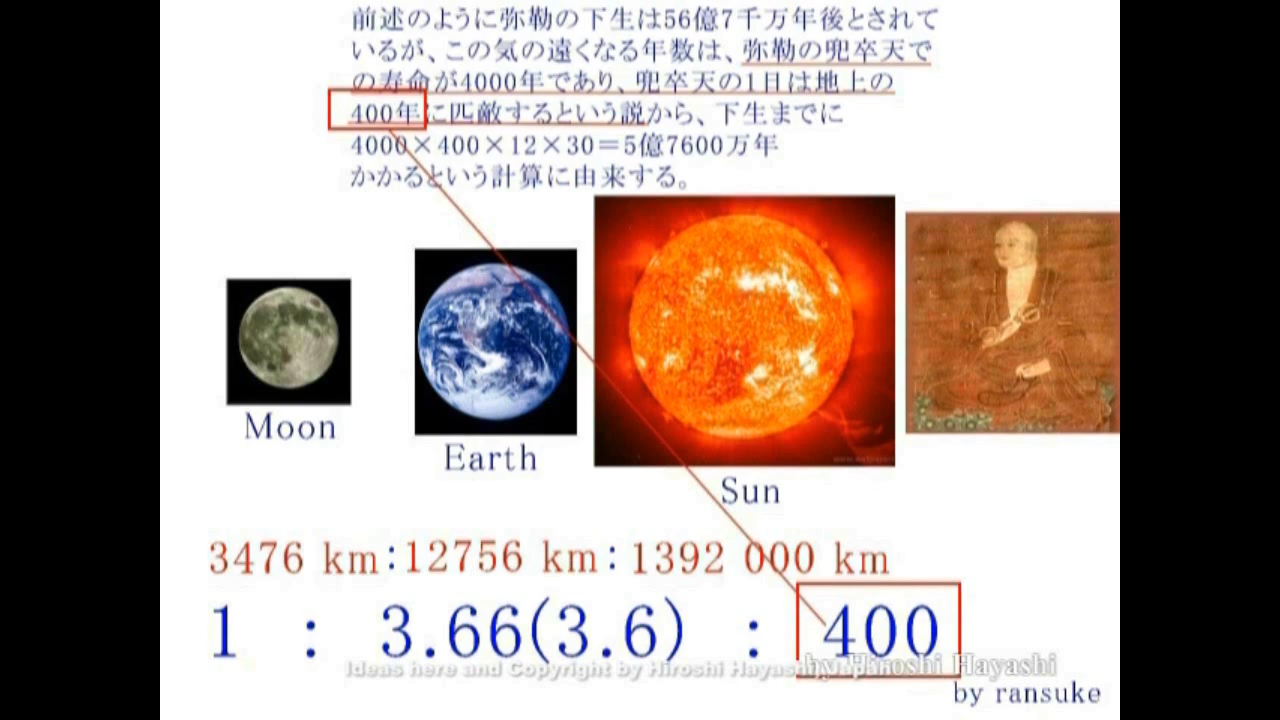 前述のように弥勒の下生は56億7千万年後とされて
いるが、この気の遠くなる年数は、弥勒の兜卒天で
の寿命が4000年であり、兜卒天の1日は地上の
400年に匹敵するという説から、下生までに
4000×400×12×30＝5億7600万年
かかるという計算に由来する。
Moon
Earth
Sun
3476 km:12756 km:1392 000 km
1 : 3.66(3.6) : 400
Ideas here and Copyright by Hiroshi Hayashi
by Hiroshi Hayashi
by ransuke